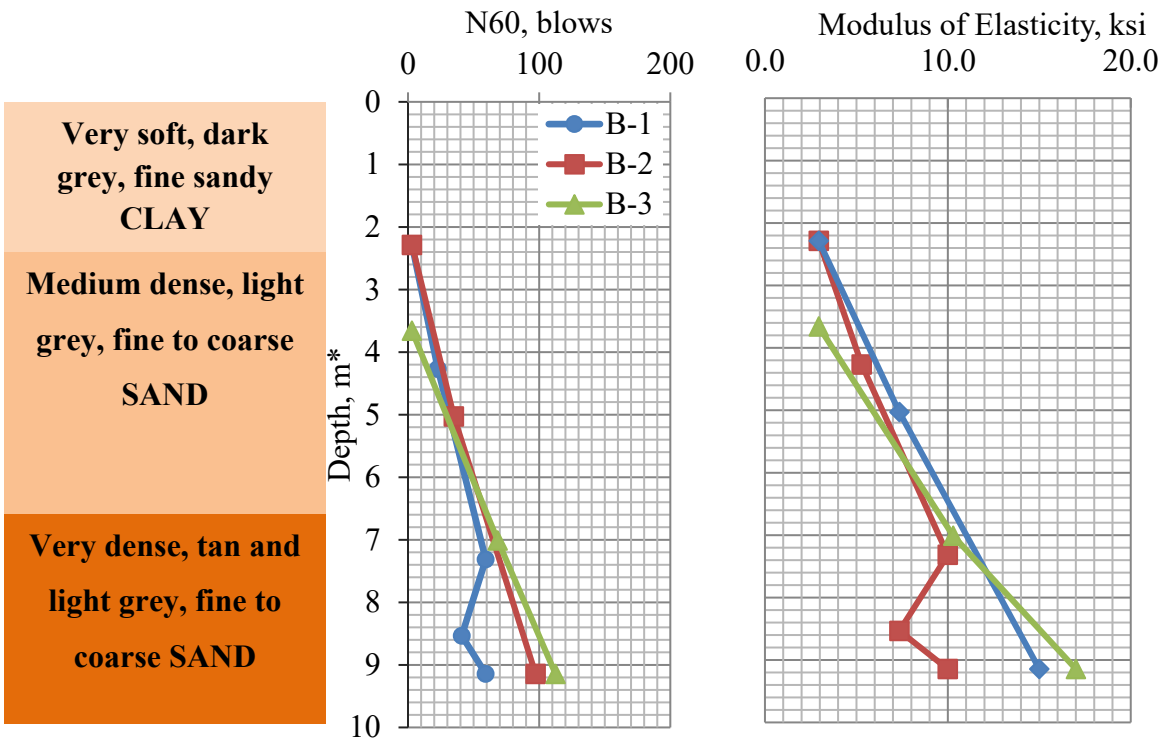 N60, blows
0 100 200
Modulus of Elasticity, ksi
0.0 10.0 20.0
Very soft, dark
grey, fine sandy
CLAY
Medium dense, light
grey, fine to coarse
SAND
Very dense, tan and
light grey, fine to
coarse SAND
Depth, m*
0
1
2
3
4
5
6
7
8
9
10
B-1
B-2
B-3